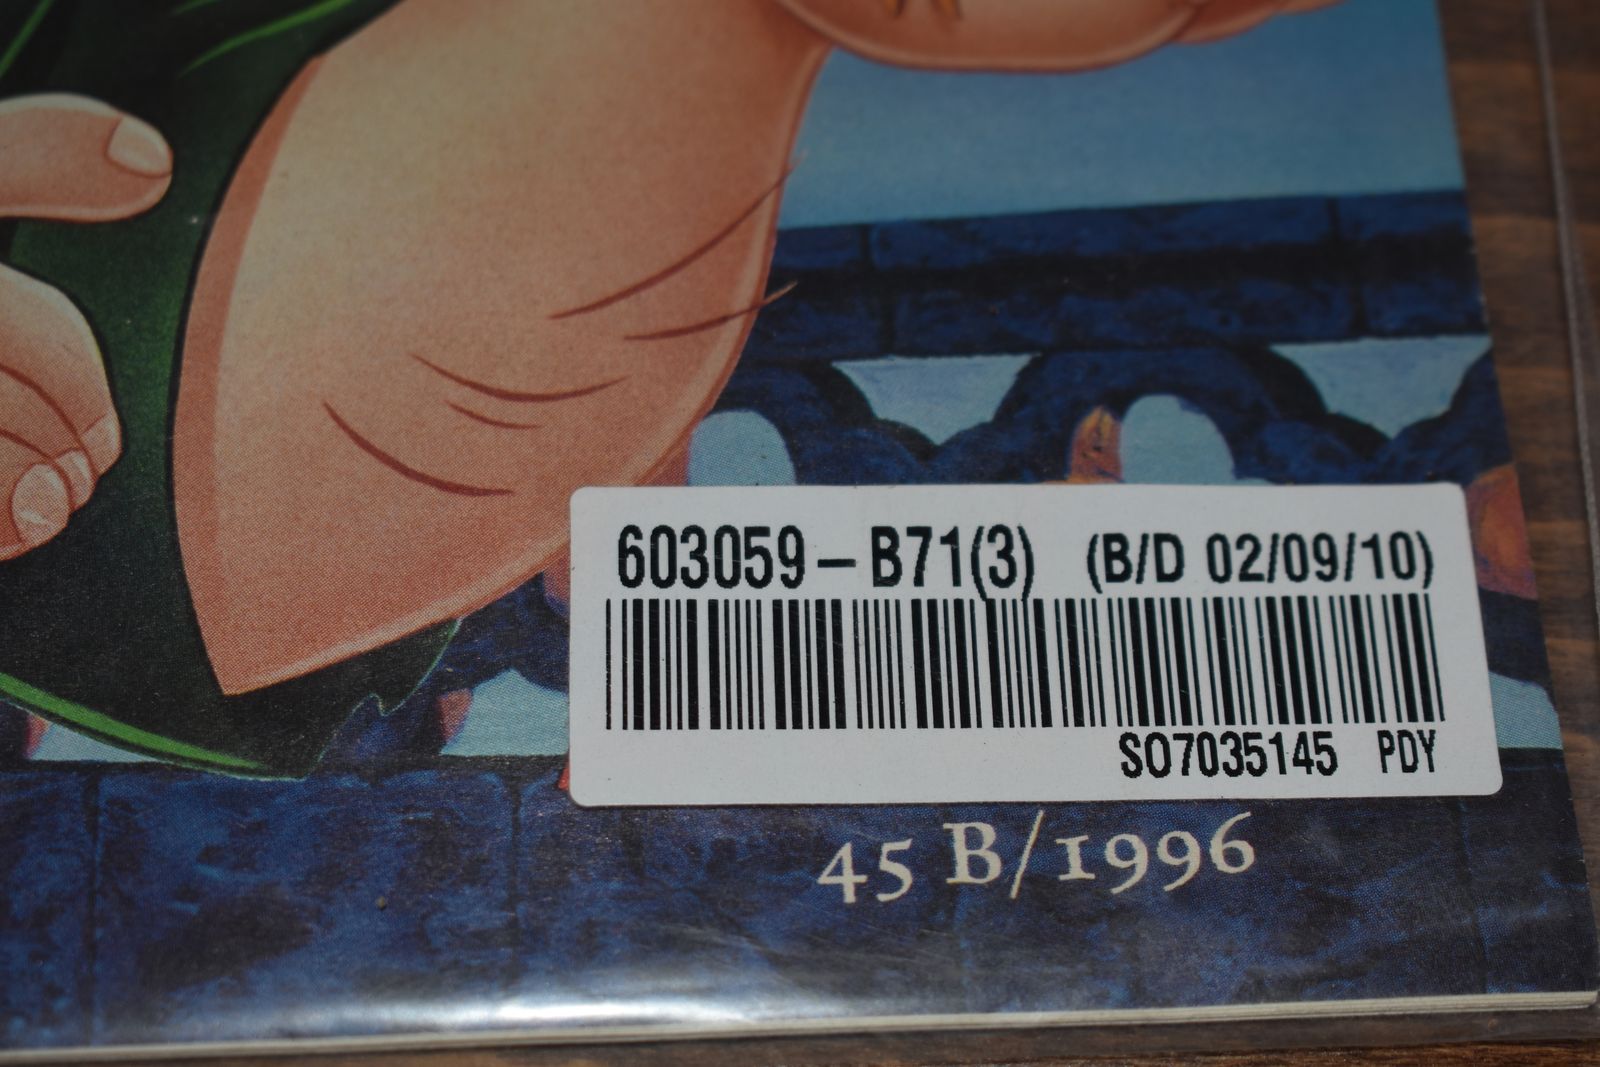 603059 – B71(3) (B/D 02/09/10)
SO7035145 PDY
45 B/1996